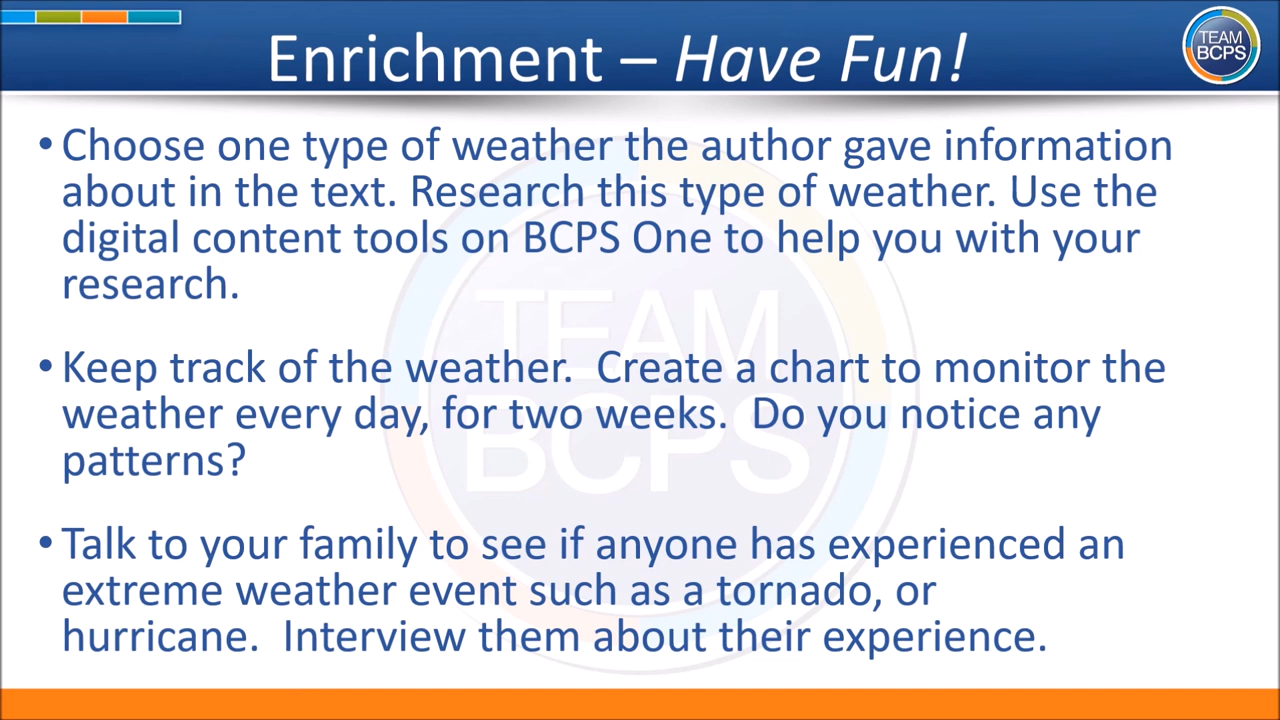 Enrichment – Have Fun!
TEAM
BCPS
• Choose one type of weather the author gave information
about in the text. Research this type of weather. Use the
digital content tools on BCPS One to help you with your
research.
• Keep track of the weather.  Create a chart to monitor the
weather every day, for two weeks.  Do you notice any
patterns?
• Talk to your family to see if anyone has experienced an
extreme weather event such as a tornado, or
hurricane.  Interview them about their experience.
TEAM
BCPS